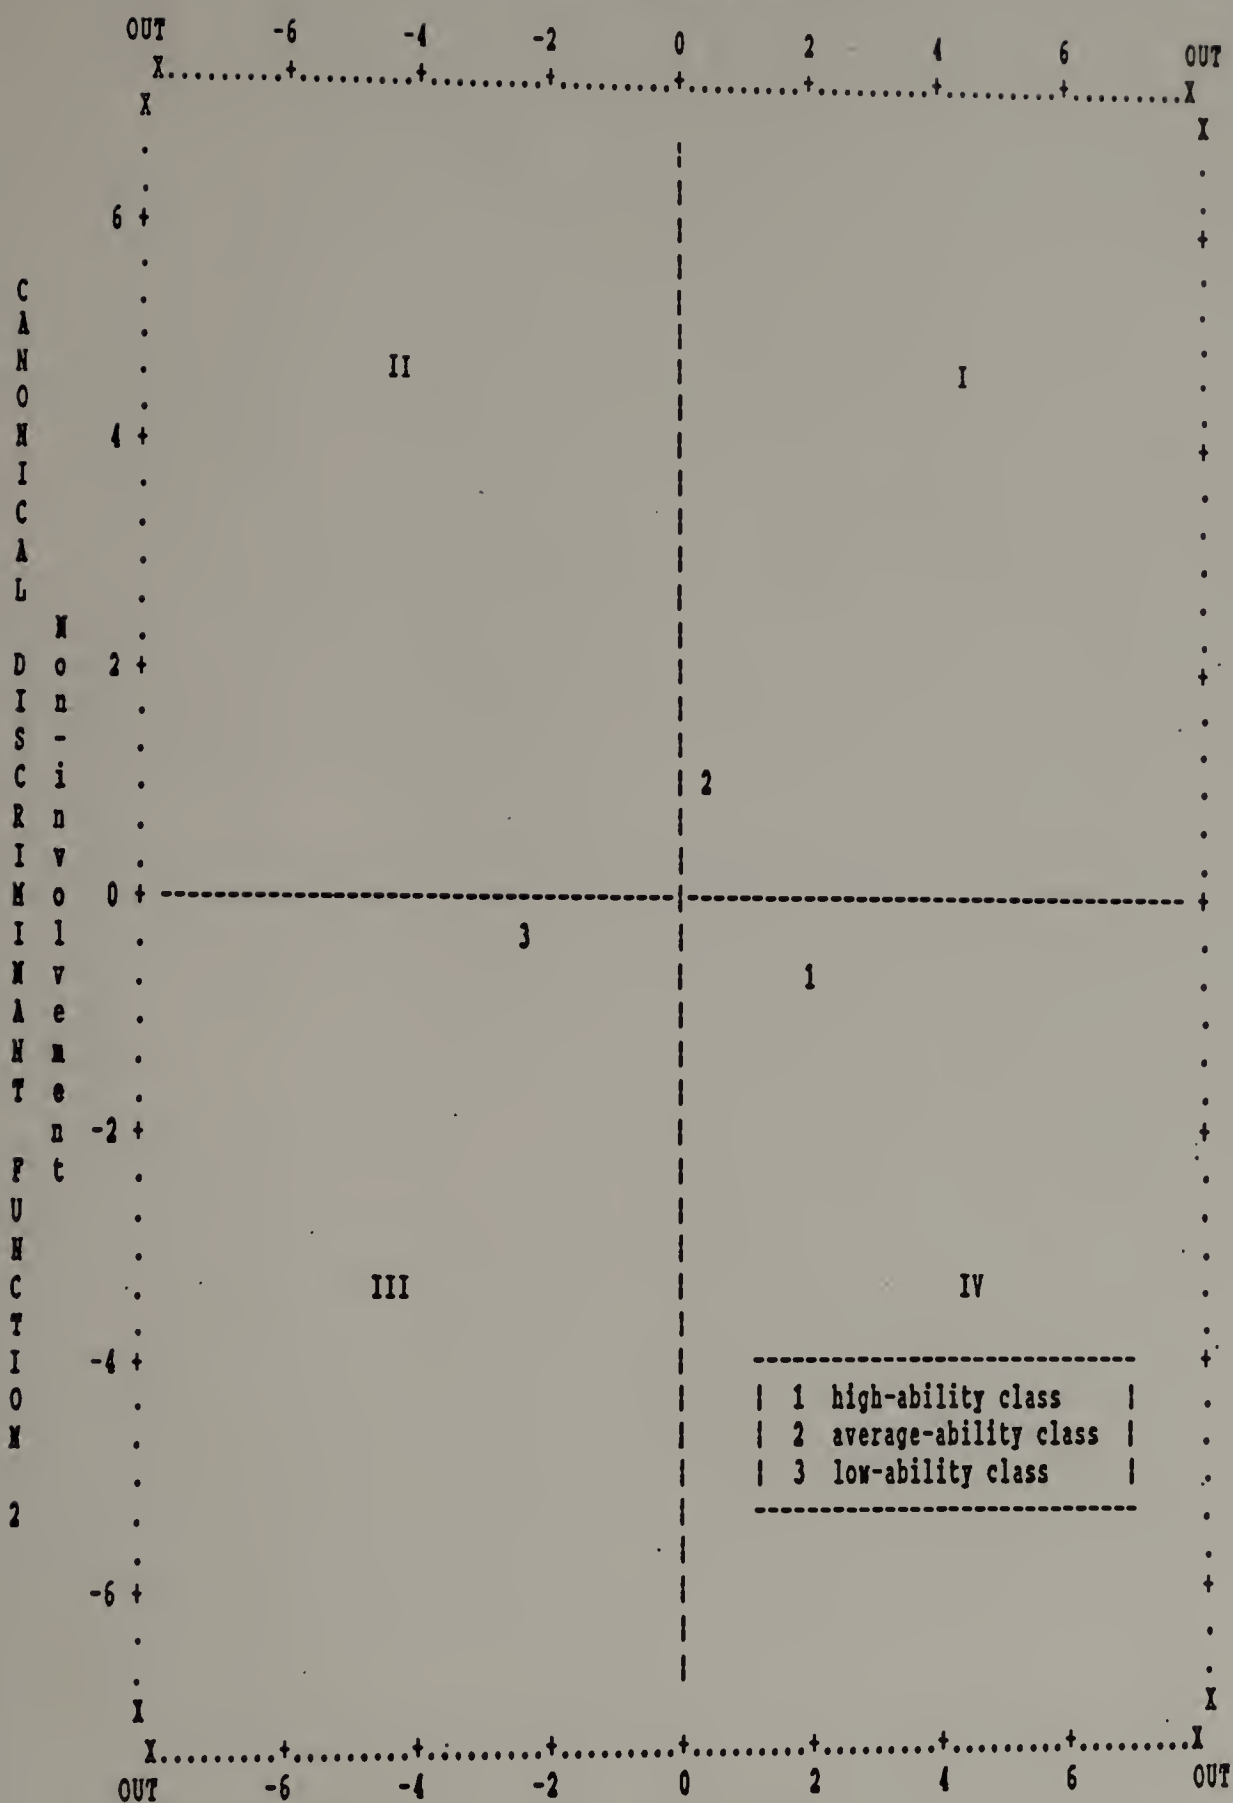 OUT -6 -4 -2 0 2 4 6 OUT
X.........+.........+.........+.........+.........+.........+.........+.........X
X X
6 +
II I
4 +
CANONICAL DISCRIMINANT FUNCTION 2
Non-involvement
2 +
2
0 +
3
1
-2 +
III IV
-4 +
| 1 high-ability class |
| 2 average-ability class |
| 3 low-ability class |
-6 +
X X
X.........+.........+.........+.........+.........+.........+.........+.........X
OUT -6 -4 -2 0 2 4 6 OUT